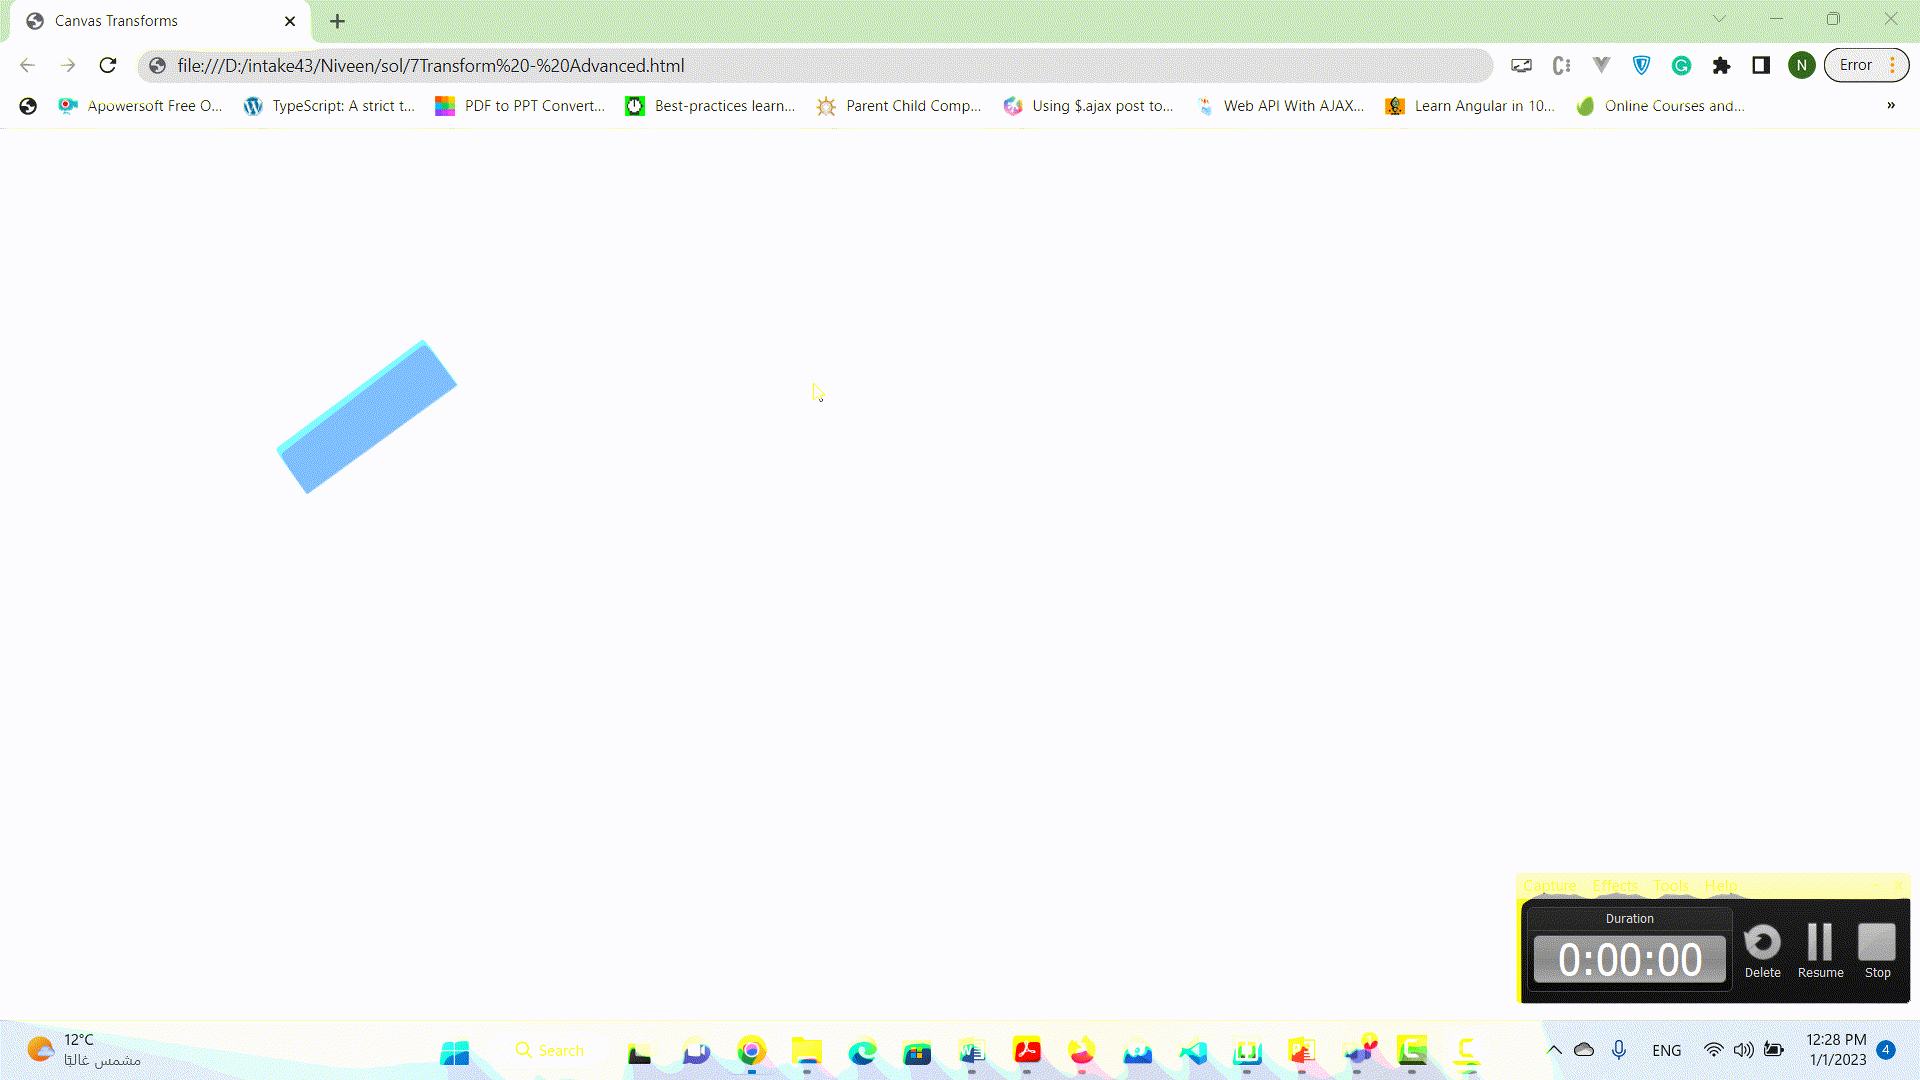 Canvas Transforms
file:///D:/intake43/Niveen/sol/7Transform%20-%20Advanced.html
N
Error
Apowersoft Free O...
TypeScript: A strict t...
PDF to PPT Convert...
Best-practices learn...
Parent Child Comp...
Using $.ajax post to...
Web API With AJAX...
Learn Angular in 10...
Online Courses and...
»
Capture Effects Tools Help
Duration
0:00:00
Delete Resume Stop
12°C
مشمس غالبًا
Search
ENG
12:28 PM
1/1/2023
4